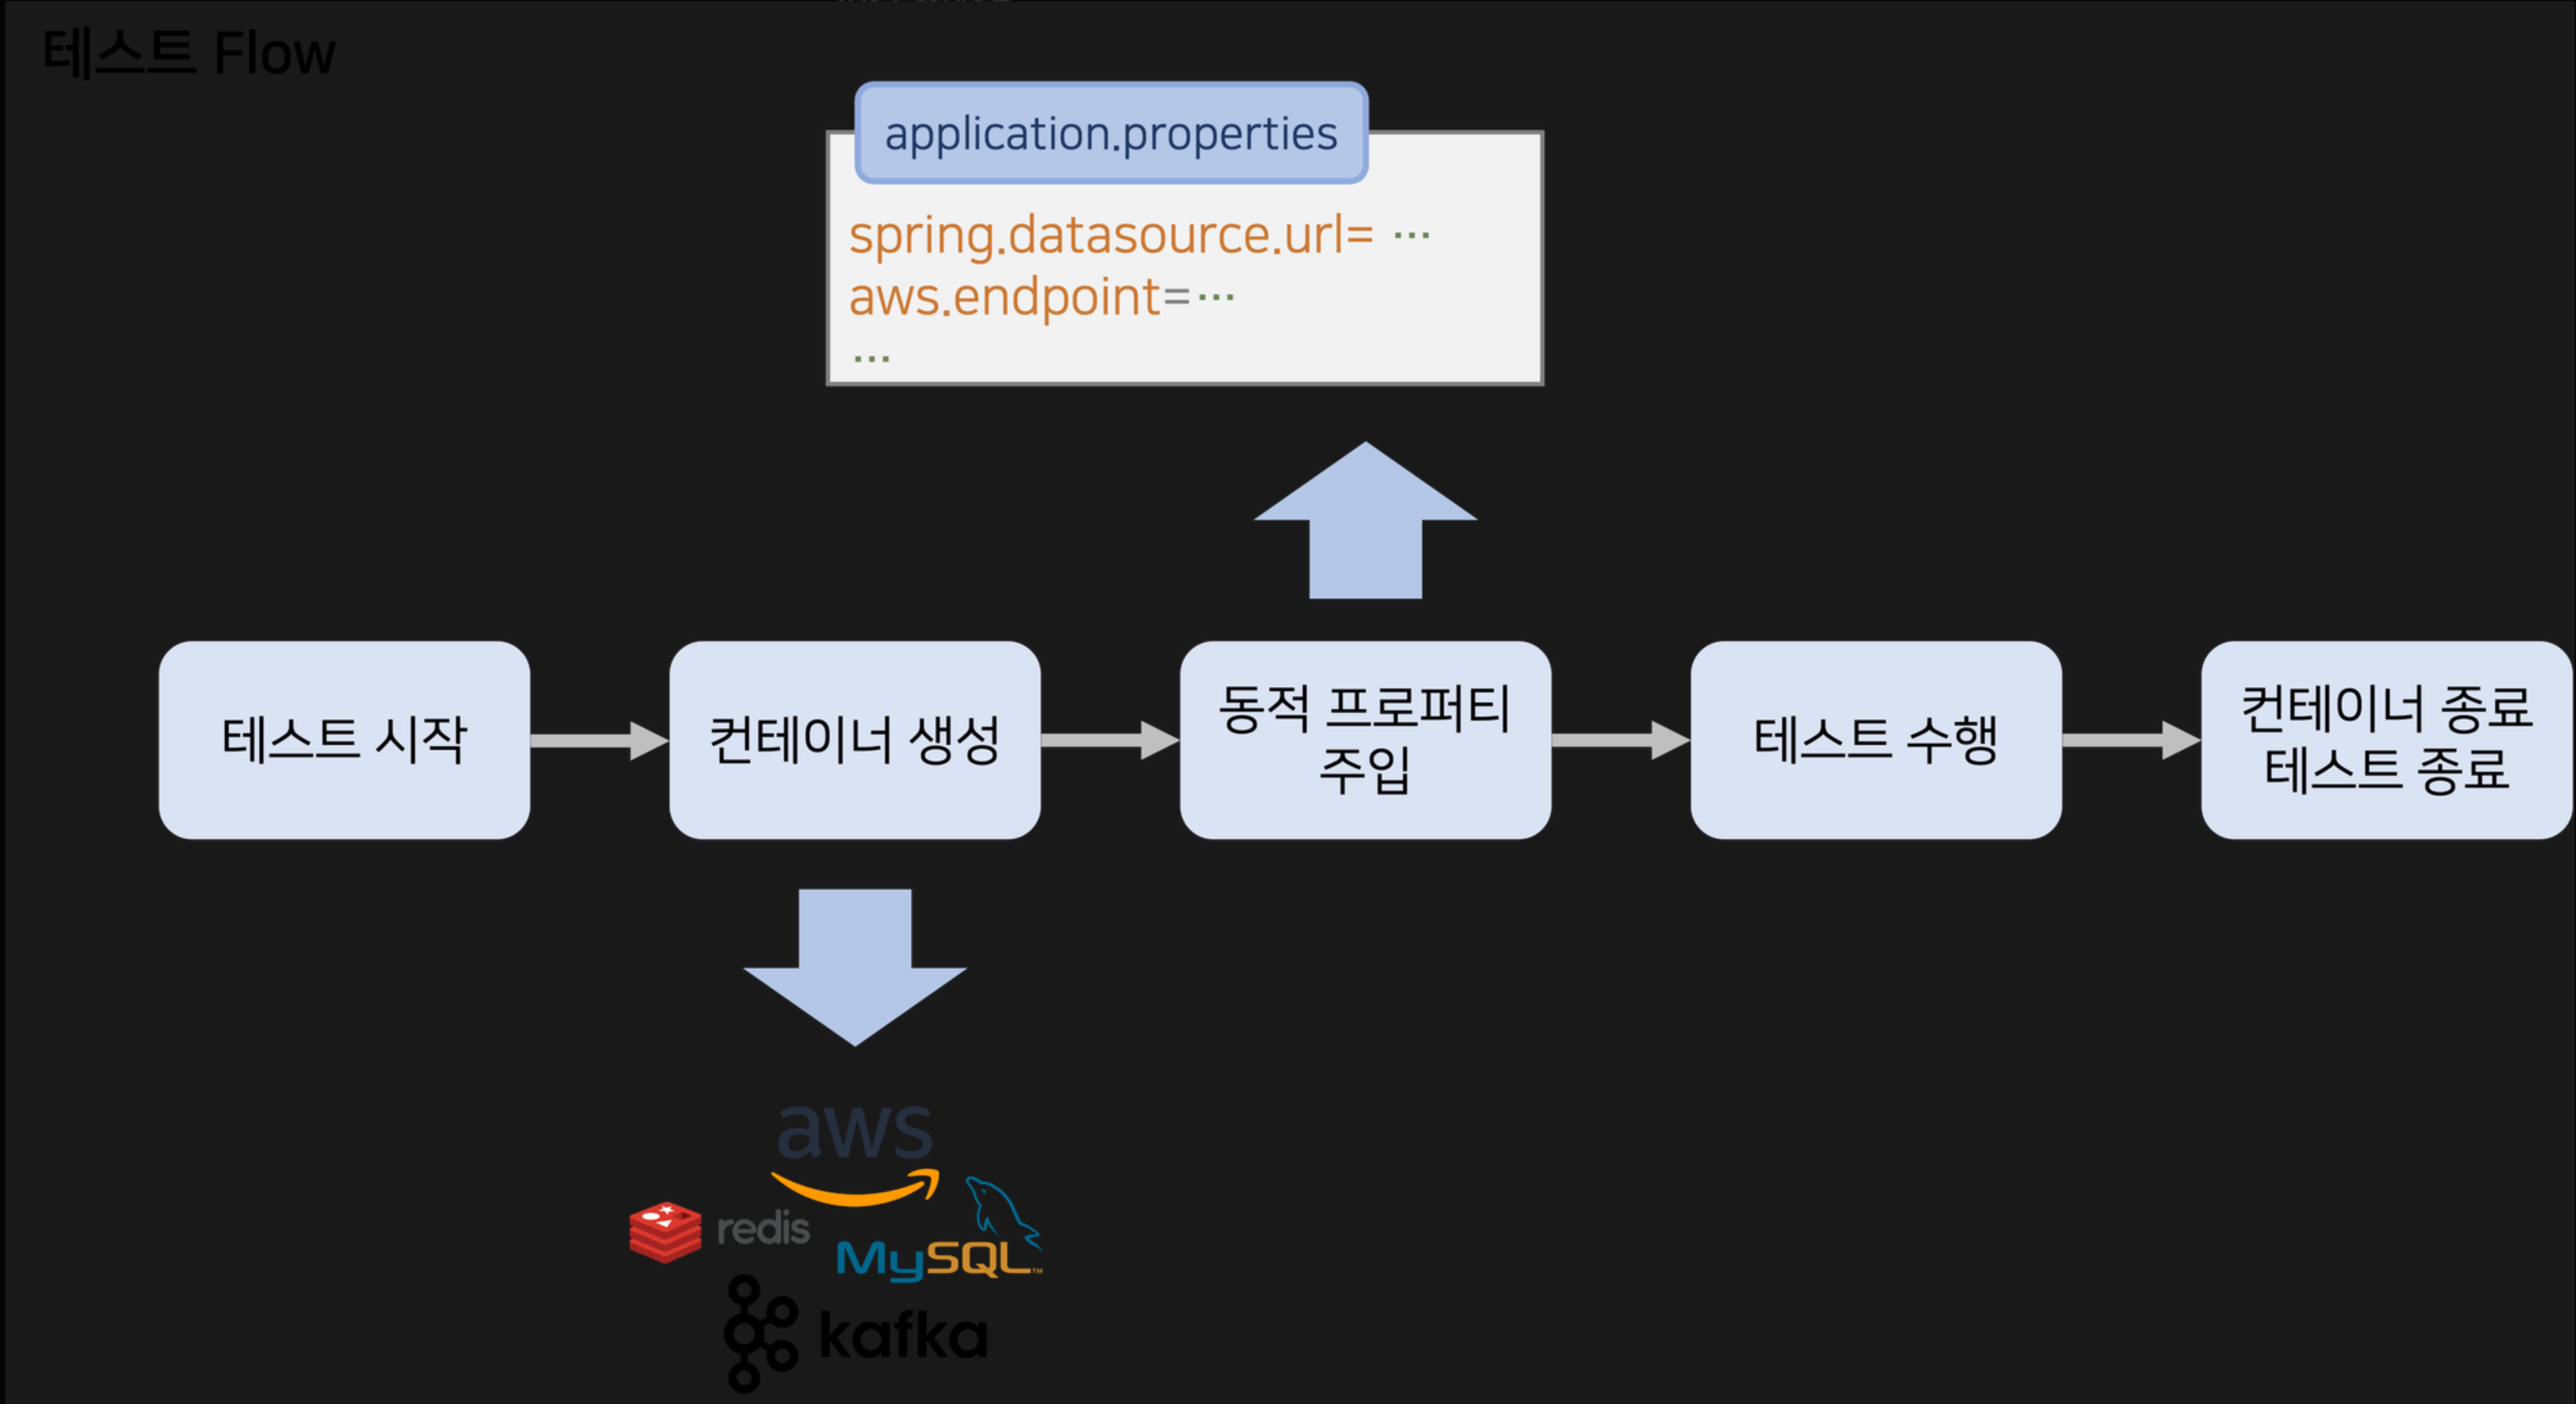 테스트 Flow
application.properties
spring.datasource.url= ···
aws.endpoint=···
···
테스트 시작
컨테이너 생성
동적 프로퍼티
주입
테스트 수행
컨테이너 종료
테스트 종료
aws
redis
MySQL™
kafka